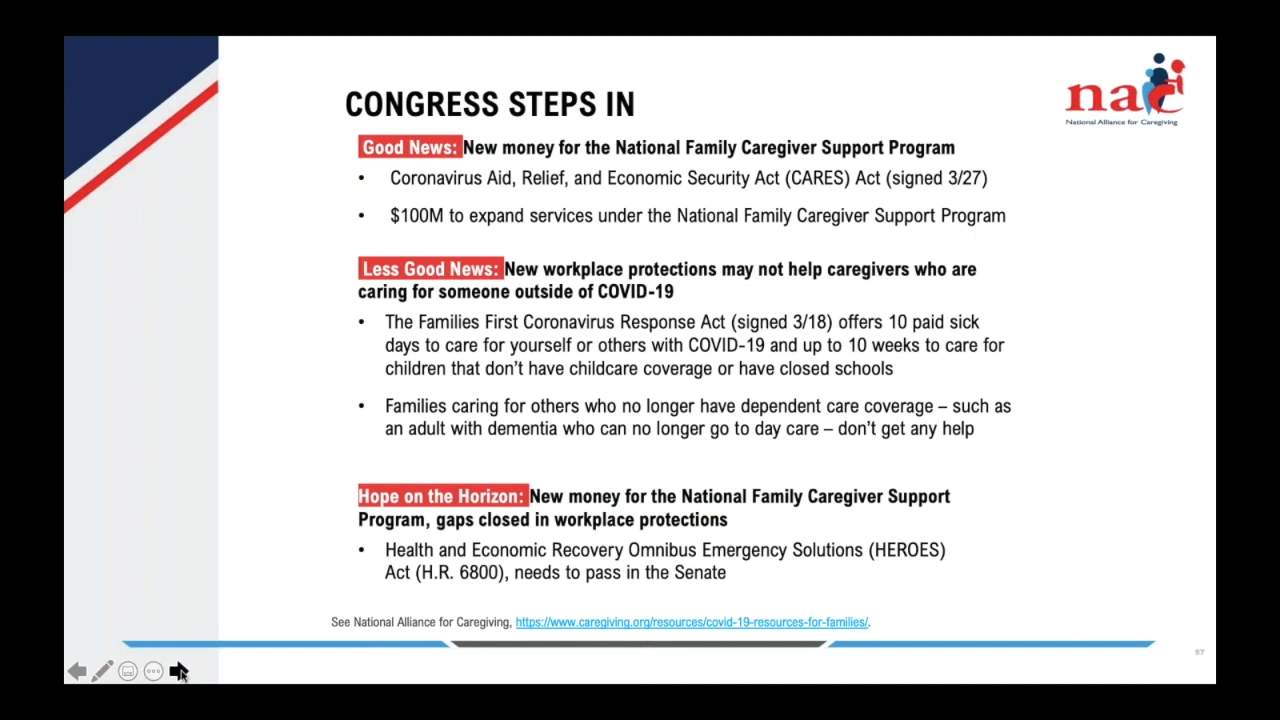 CONGRESS STEPS IN
nac
National Alliance for Caregiving
Good News: New money for the National Family Caregiver Support Program
• Coronavirus Aid, Relief, and Economic Security Act (CARES) Act (signed 3/27)
• $100M to expand services under the National Family Caregiver Support Program
Less Good News: New workplace protections may not help caregivers who are
caring for someone outside of COVID-19
• The Families First Coronavirus Response Act (signed 3/18) offers 10 paid sick
days to care for yourself or others with COVID-19 and up to 10 weeks to care for
children that don’t have childcare coverage or have closed schools
• Families caring for others who no longer have dependent care coverage – such as
an adult with dementia who can no longer go to day care – don’t get any help
Hope on the Horizon: New money for the National Family Caregiver Support
Program, gaps closed in workplace protections
• Health and Economic Recovery Omnibus Emergency Solutions (HEROES)
Act (H.R. 6800), needs to pass in the Senate
See National Alliance for Caregiving, https://www.caregiving.org/resources/covid-19-resources-for-families/.
57